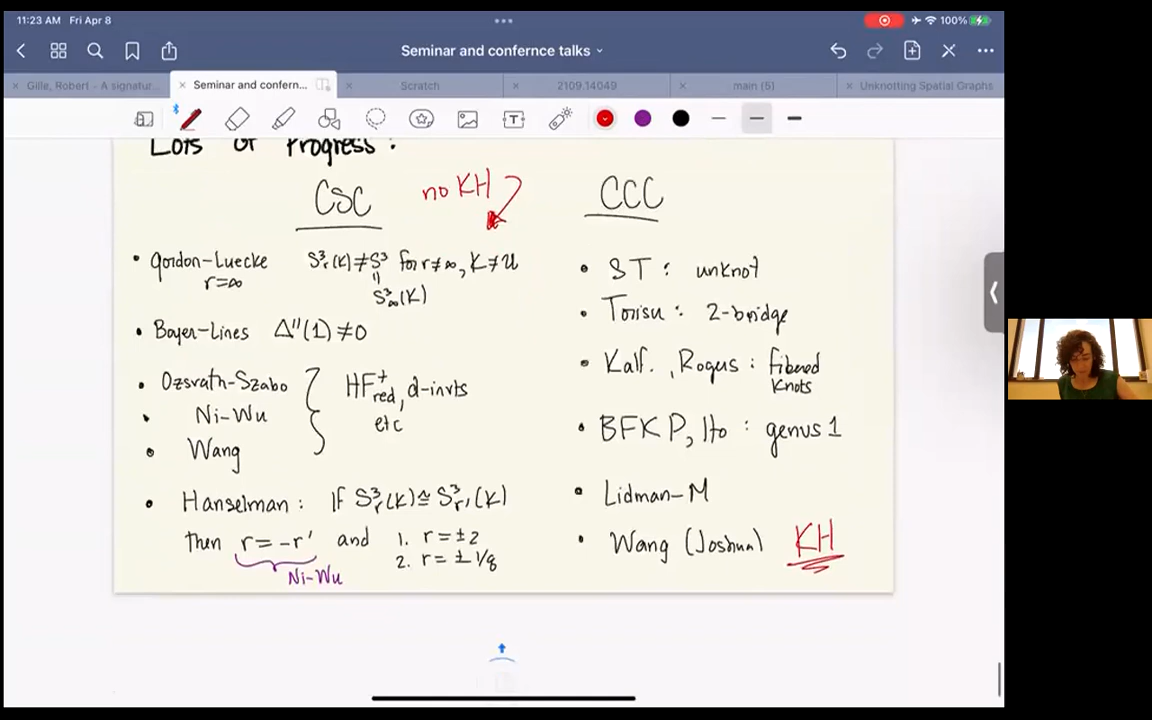 11:23 AM Fri Apr 8
100%
Seminar and confernce talks
Gille, Robert - A signatur...
Seminar and confern...
Scratch
2109.14049
main (5)
Unknotting Spatial Graphs
Lots of Progress:
CSC
no KH
CCC
• Gordon-Luecke S³ᵣ(K)≠S³ for r≠∞, K≠U
r=∞
=
S³∞(K)
• Boyer-Lines Δ''(1)≠0
• Ozsvath-Szabo
• Ni-Wu
• Wang
HF⁺red, d-invts
etc
• Hanselman: If S³ᵣ(K)≅S³ᵣ'(K)
then r=-r' and 1. r=±2
2. r=±1/q
Ni-Wu
• ST: unknot
• Torisu: 2-bridge
• Kalf., Rogus: fibered
knots
• BFKP, Ito: genus 1
• Lidman-M
• Wang (Joshua) KH